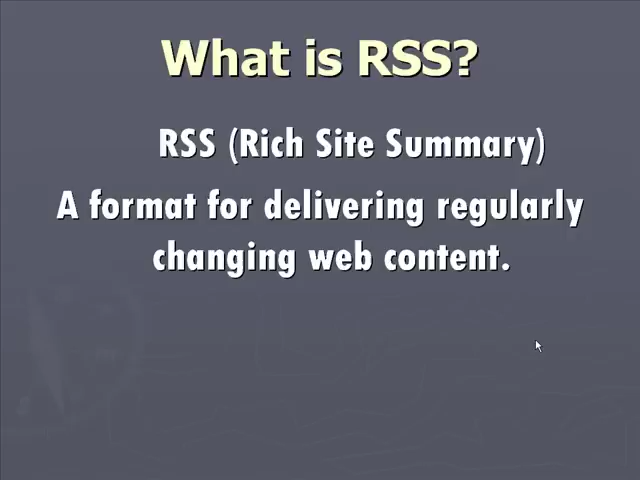 What is RSS?
RSS (Rich Site Summary)
A format for delivering regularly
changing web content.